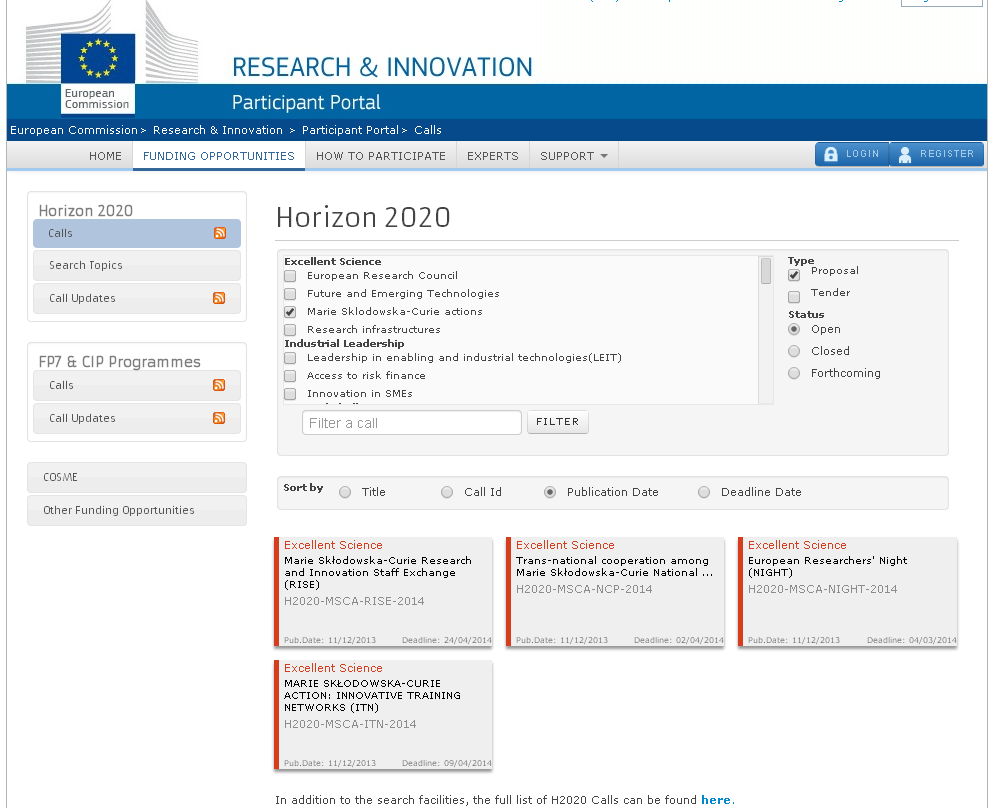 RESEARCH & INNOVATION
European
Commission
Participant Portal
European Commission > Research & Innovation > Participant Portal > Calls
HOME FUNDING OPPORTUNITIES HOW TO PARTICIPATE EXPERTS SUPPORT LOGIN REGISTER
Horizon 2020
Calls
Search Topics
Call Updates
FP7 & CIP Programmes
Calls
Call Updates
COSME
Other Funding Opportunities
Horizon 2020
Excellent Science
European Research Council
Future and Emerging Technologies
Marie Sklodowska-Curie actions
Research infrastructures
Industrial Leadership
Leadership in enabling and industrial technologies(LEIT)
Access to risk finance
Innovation in SMEs
Type
Proposal
Tender
Status
Open
Closed
Forthcoming
Filter a call FILTER
Sort by Title Call Id Publication Date Deadline Date
Excellent Science
Marie Skłodowska-Curie Research
and Innovation Staff Exchange
(RISE)
H2020-MSCA-RISE-2014
Pub.Date: 11/12/2013 Deadline: 24/04/2014
Excellent Science
Trans-national cooperation among
Marie Skłodowska-Curie National ...
H2020-MSCA-NCP-2014
Pub.Date: 11/12/2013 Deadline: 02/04/2014
Excellent Science
European Researchers' Night
(NIGHT)
H2020-MSCA-NIGHT-2014
Pub.Date: 11/12/2013 Deadline: 04/03/2014
Excellent Science
MARIE SKŁODOWSKA-CURIE
ACTION: INNOVATIVE TRAINING
NETWORKS (ITN)
H2020-MSCA-ITN-2014
Pub.Date: 11/12/2013 Deadline: 09/04/2014
In addition to the search facilities, the full list of H2020 Calls can be found here.